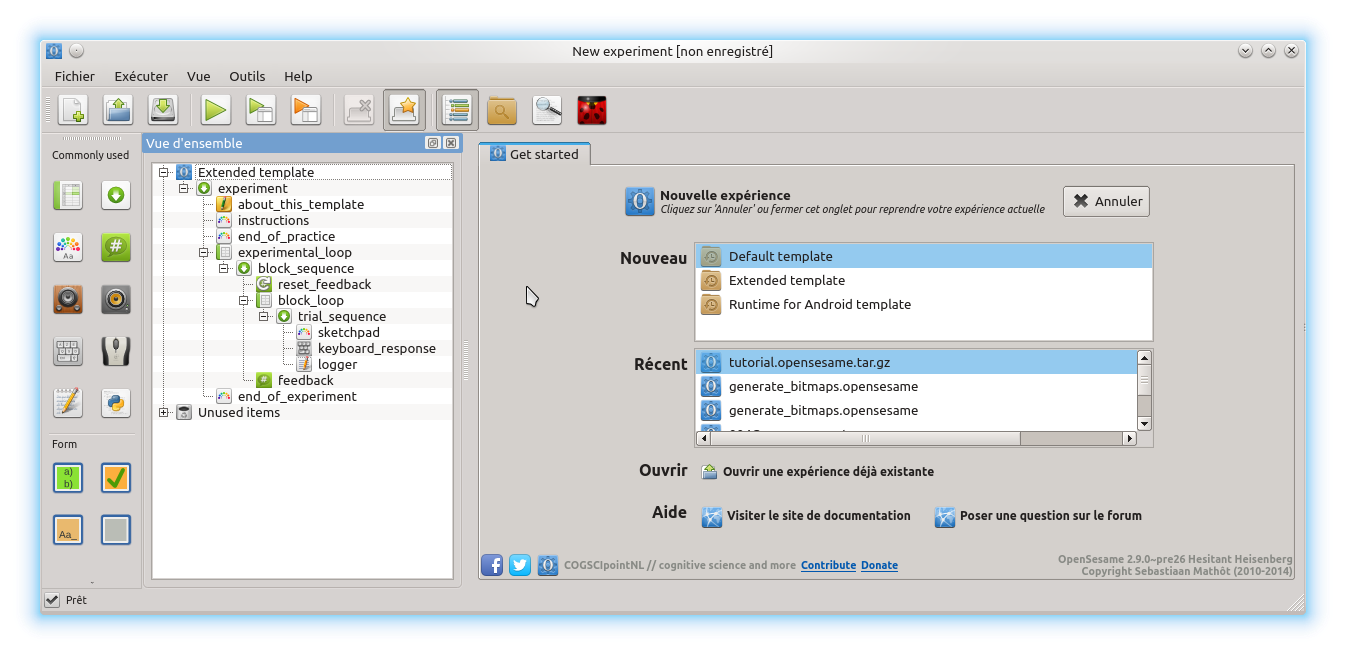 New experiment [non enregistré]
Fichier Exécuter Vue Outils Help
Commonly used
Vue d'ensemble
Extended template
experiment
about_this_template
instructions
end_of_practice
experimental_loop
block_sequence
reset_feedback
block_loop
trial_sequence
sketchpad
keyboard_response
logger
feedback
end_of_experiment
Unused items
Aa
Form
a)
b)
Aa_
Get started
Nouvelle expérience
Cliquez sur 'Annuler' ou fermer cet onglet pour reprendre votre expérience actuelle
Annuler
Nouveau
Default template
Extended template
Runtime for Android template
Récent
tutorial.opensesame.tar.gz
generate_bitmaps.opensesame
generate_bitmaps.opensesame
Ouvrir Ouvrir une expérience déjà existante
Aide Visiter le site de documentation Poser une question sur le forum
COGSCIpointNL // cognitive science and more Contribute Donate
OpenSesame 2.9.0~pre26 Hesitant Heisenberg
Copyright Sebastiaan Mathôt (2010-2014)
Prêt